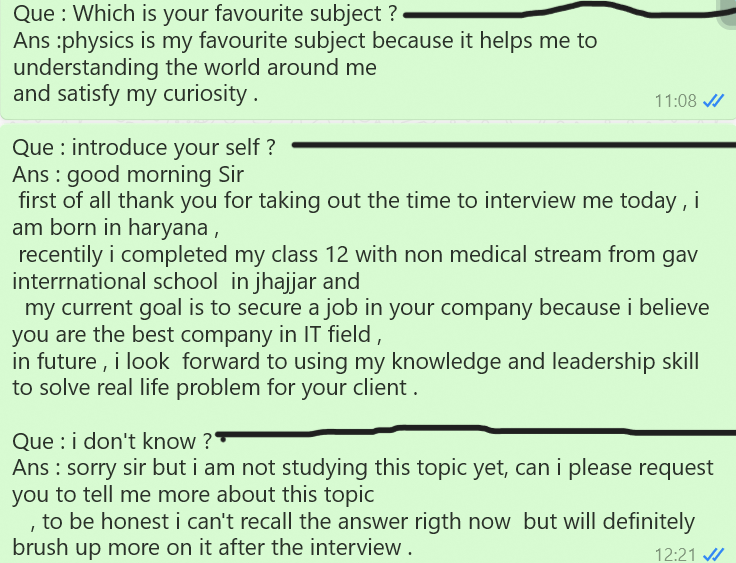 Que : Which is your favourite subject ?
Ans :physics is my favourite subject because it helps me to
understanding the world around me
and satisfy my curiosity .
11:08
Que : introduce your self ?
Ans : good morning Sir
first of all thank you for taking out the time to interview me today , i
am born in haryana ,
recentily i completed my class 12 with non medical stream from gav
interrnational school  in jhajjar and
my current goal is to secure a job in your company because i believe
you are the best company in IT field ,
in future , i look  forward to using my knowledge and leadership skill
to solve real life problem for your client .
Que : i don't know ?
Ans : sorry sir but i am not studying this topic yet, can i please request
you to tell me more about this topic
, to be honest i can't recall the answer rigth now  but will definitely
brush up more on it after the interview .
12:21